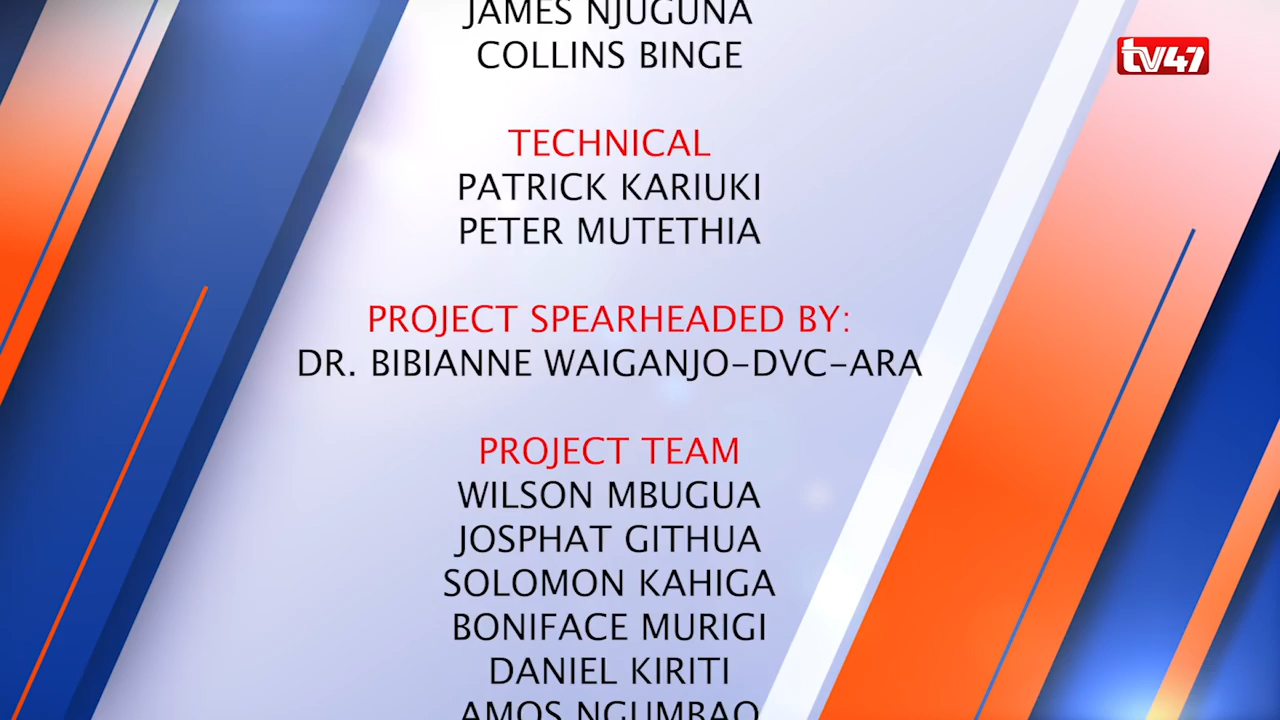 JAMES NJUGUNA
COLLINS BINGE
tv47
TECHNICAL
PATRICK KARIUKI
PETER MUTETHIA
PROJECT SPEARHEADED BY:
DR. BIBIANNE WAIGANJO-DVC-ARA
PROJECT TEAM
WILSON MBUGUA
JOSPHAT GITHUA
SOLOMON KAHIGA
BONIFACE MURIGI
DANIEL KIRITI
AMOS NGUMBAO